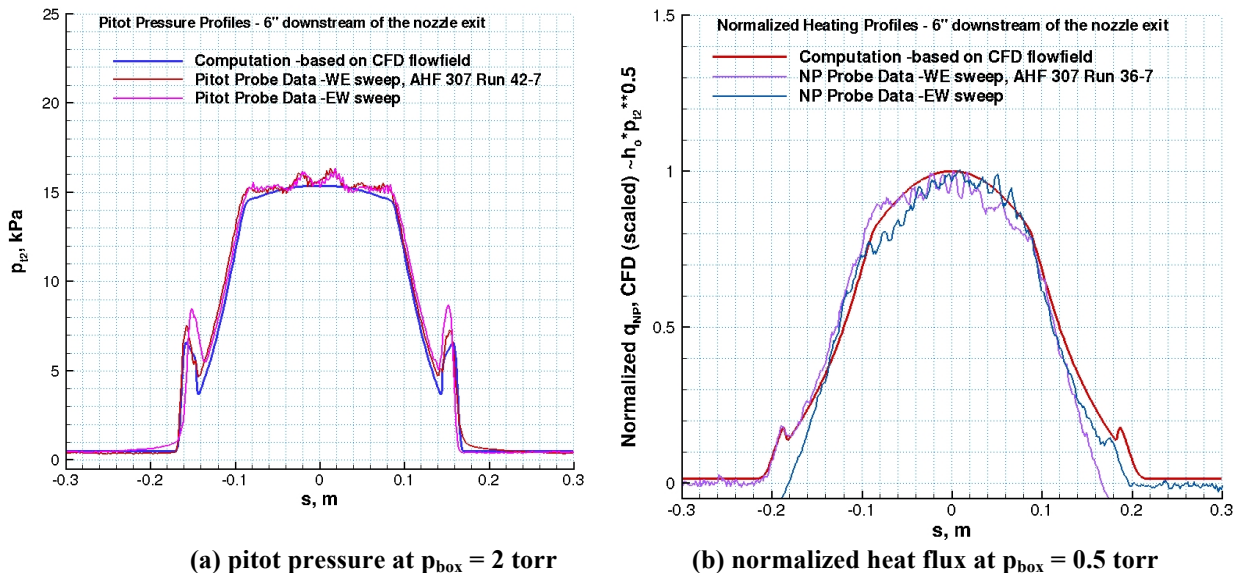 Pitot Pressure Profiles - 6" downstream of the nozzle exit
Computation -based on CFD flowfield
Pitot Probe Data -WE sweep, AHF 307 Run 42-7
Pitot Probe Data -EW sweep
25
20
15
10
5
0
pt2, kPa
-0.3 -0.2 -0.1 0 0.1 0.2 0.3
s, m
(a) pitot pressure at pbox = 2 torr
Normalized Heating Profiles - 6" downstream of the nozzle exit
Computation -based on CFD flowfield
NP Probe Data -WE sweep, AHF 307 Run 36-7
NP Probe Data -EW sweep
1.5
1
0.5
0
Normalized qNP, CFD (scaled) ~ho*pt2**0.5
-0.3 -0.2 -0.1 0 0.1 0.2 0.3
s, m
(b) normalized heat flux at pbox = 0.5 torr